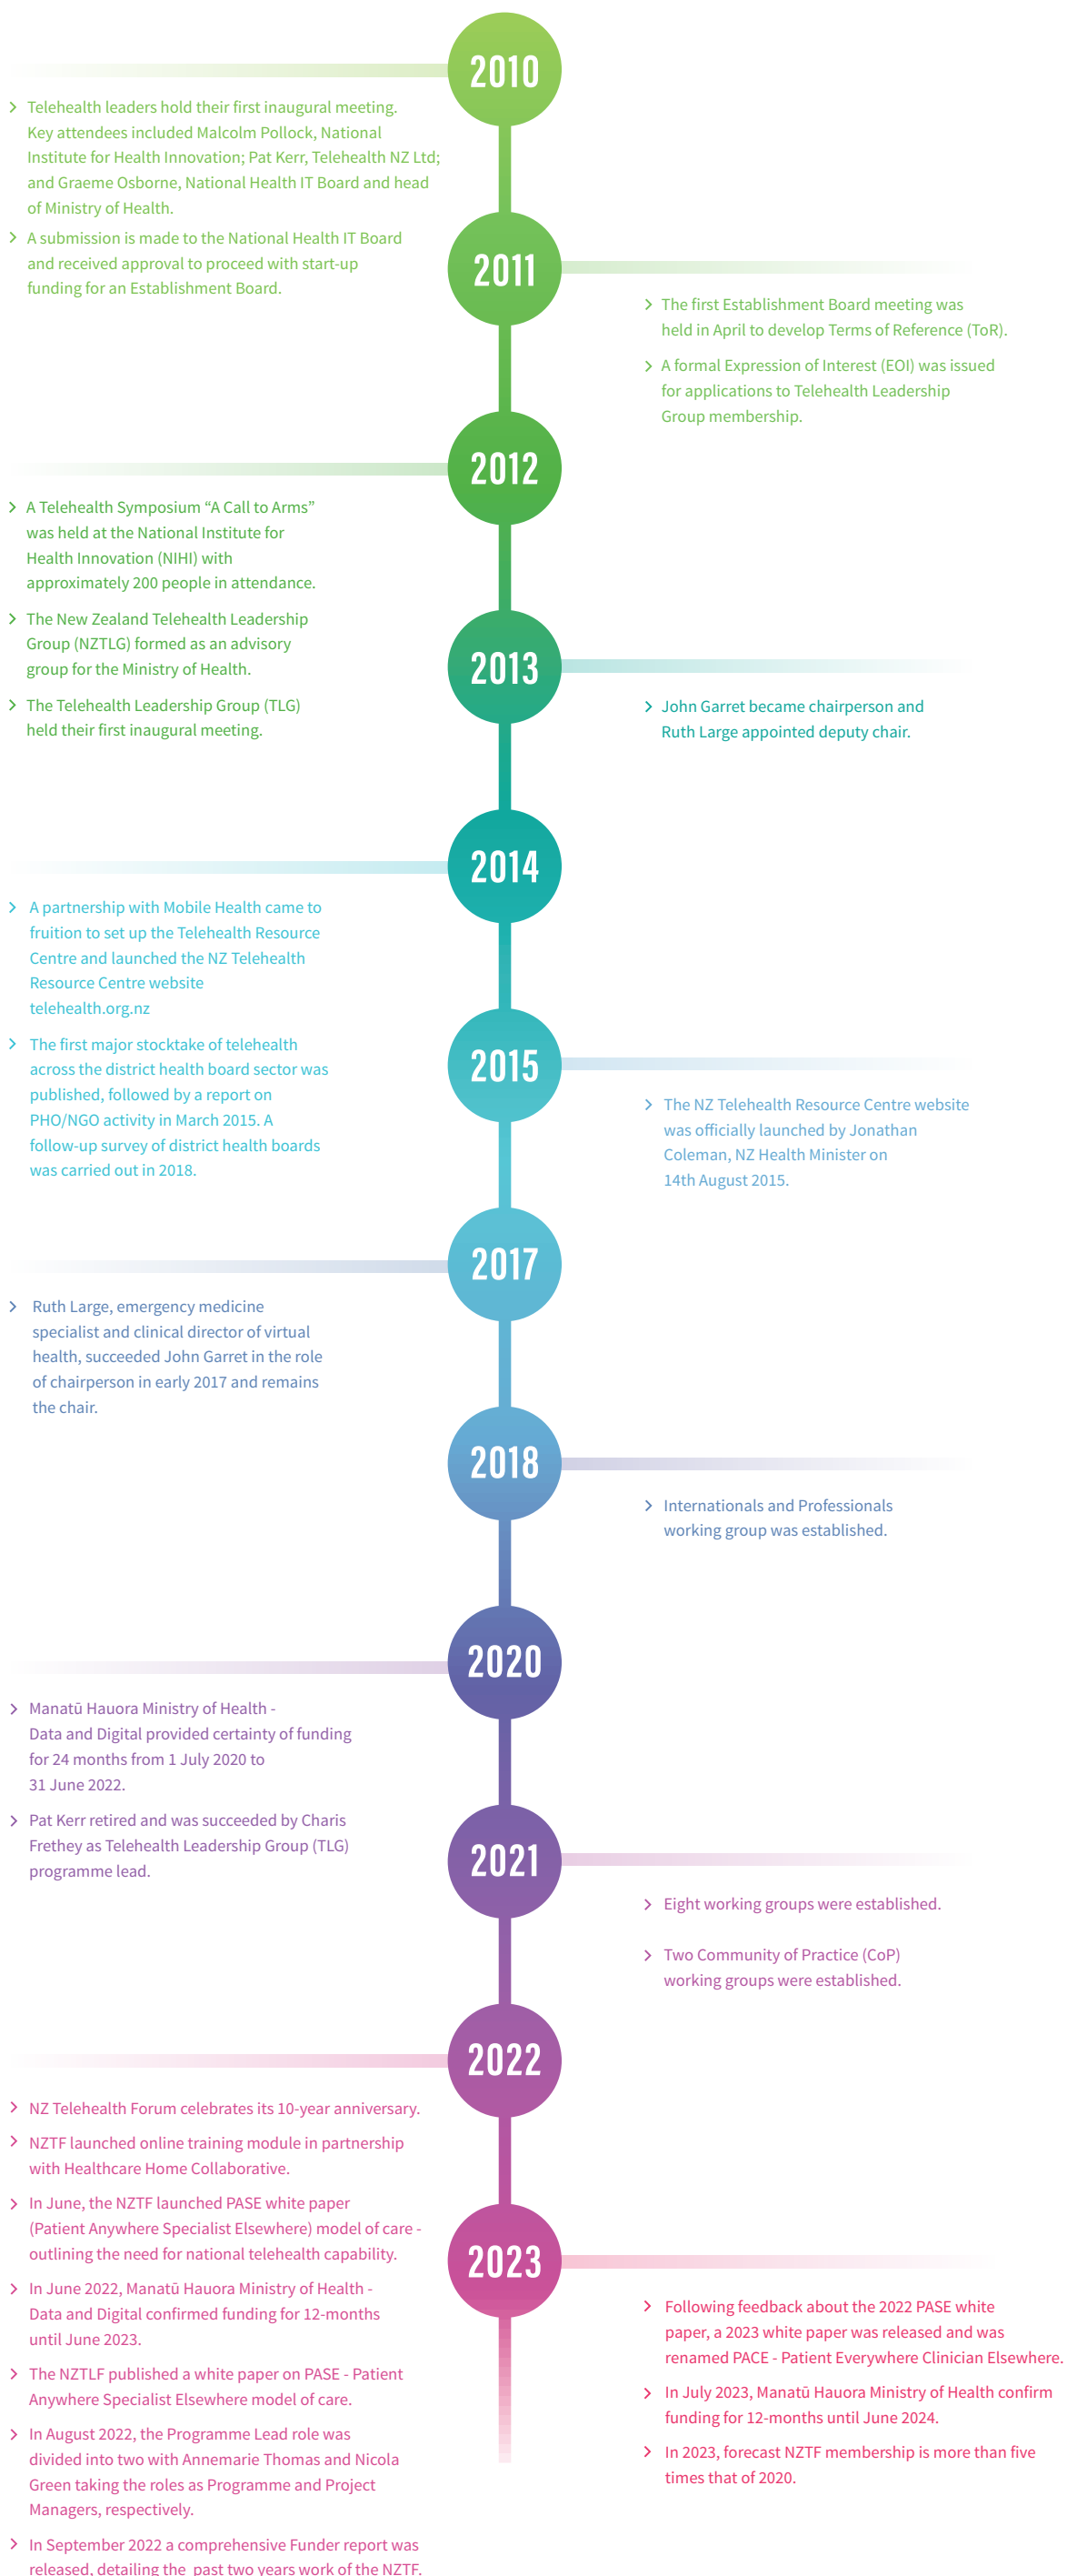 2010
Telehealth leaders hold their first inaugural meeting.
Key attendees included Malcolm Pollock, National
Institute for Health Innovation; Pat Kerr, Telehealth NZ Ltd;
and Graeme Osborne, National Health IT Board and head
of Ministry of Health.
A submission is made to the National Health IT Board
and received approval to proceed with start-up
funding for an Establishment Board.
2011
The first Establishment Board meeting was
held in April to develop Terms of Reference (ToR).
A formal Expression of Interest (EOI) was issued
for applications to Telehealth Leadership
Group membership.
2012
A Telehealth Symposium “A Call to Arms”
was held at the National Institute for
Health Innovation (NIHI) with
approximately 200 people in attendance.
The New Zealand Telehealth Leadership
Group (NZTLG) formed as an advisory
group for the Ministry of Health.
The Telehealth Leadership Group (TLG)
held their first inaugural meeting.
2013
John Garret became chairperson and
Ruth Large appointed deputy chair.
2014
A partnership with Mobile Health came to
fruition to set up the Telehealth Resource
Centre and launched the NZ Telehealth
Resource Centre website
telehealth.org.nz
The first major stocktake of telehealth
across the district health board sector was
published, followed by a report on
PHO/NGO activity in March 2015. A
follow-up survey of district health boards
was carried out in 2018.
2015
The NZ Telehealth Resource Centre website
was officially launched by Jonathan
Coleman, NZ Health Minister on
14th August 2015.
2017
Ruth Large, emergency medicine
specialist and clinical director of virtual
health, succeeded John Garret in the role
of chairperson in early 2017 and remains
the chair.
2018
Internationals and Professionals
working group was established.
2020
Manatū Hauora Ministry of Health -
Data and Digital provided certainty of funding
for 24 months from 1 July 2020 to
31 June 2022.
Pat Kerr retired and was succeeded by Charis
Frethey as Telehealth Leadership Group (TLG)
programme lead.
2021
Eight working groups were established.
Two Community of Practice (CoP)
working groups were established.
2022
NZ Telehealth Forum celebrates its 10-year anniversary.
NZTF launched online training module in partnership
with Healthcare Home Collaborative.
In June, the NZTF launched PASE white paper
(Patient Anywhere Specialist Elsewhere) model of care -
outlining the need for national telehealth capability.
In June 2022, Manatū Hauora Ministry of Health -
Data and Digital confirmed funding for 12-months
until June 2023.
The NZTLF published a white paper on PASE - Patient
Anywhere Specialist Elsewhere model of care.
In August 2022, the Programme Lead role was
divided into two with Annemarie Thomas and Nicola
Green taking the roles as Programme and Project
Managers, respectively.
In September 2022 a comprehensive Funder report was
released, detailing the past two years work of the NZTF.
2023
Following feedback about the 2022 PASE white
paper, a 2023 white paper was released and was
renamed PACE - Patient Everywhere Clinician Elsewhere.
In July 2023, Manatū Hauora Ministry of Health confirm
funding for 12-months until June 2024.
In 2023, forecast NZTF membership is more than five
times that of 2020.